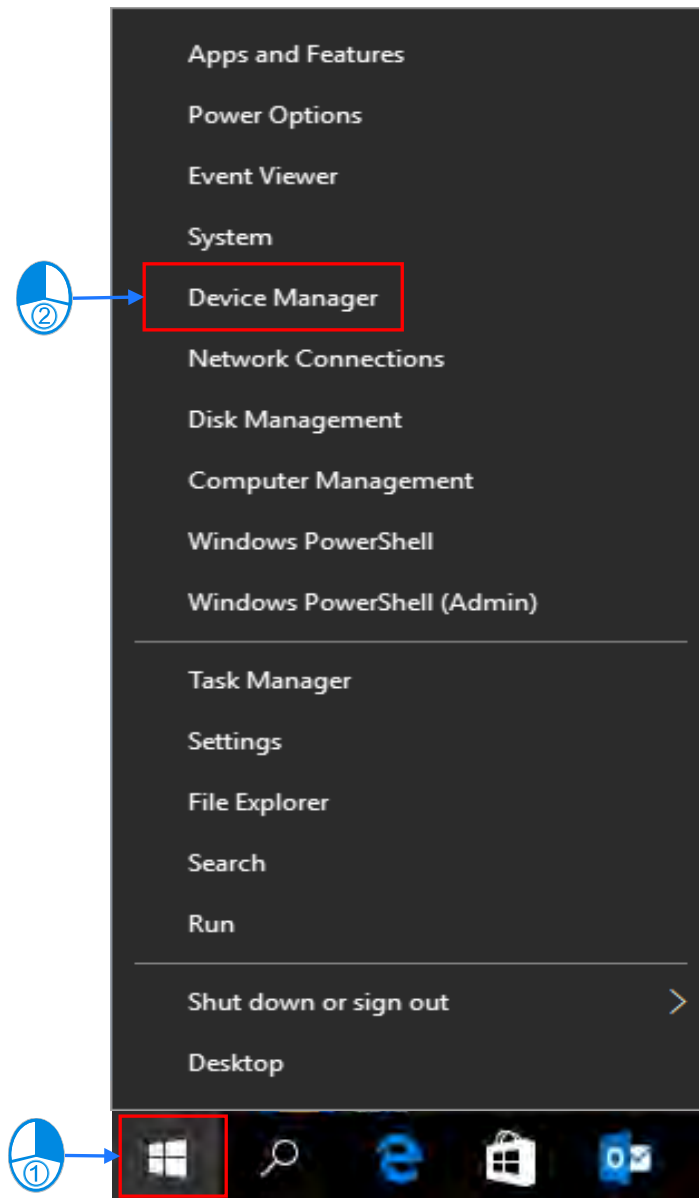 Apps and Features
Power Options
Event Viewer
System
② Device Manager
Network Connections
Disk Management
Computer Management
Windows PowerShell
Windows PowerShell (Admin)
Task Manager
Settings
File Explorer
Search
Run
Shut down or sign out
Desktop
①